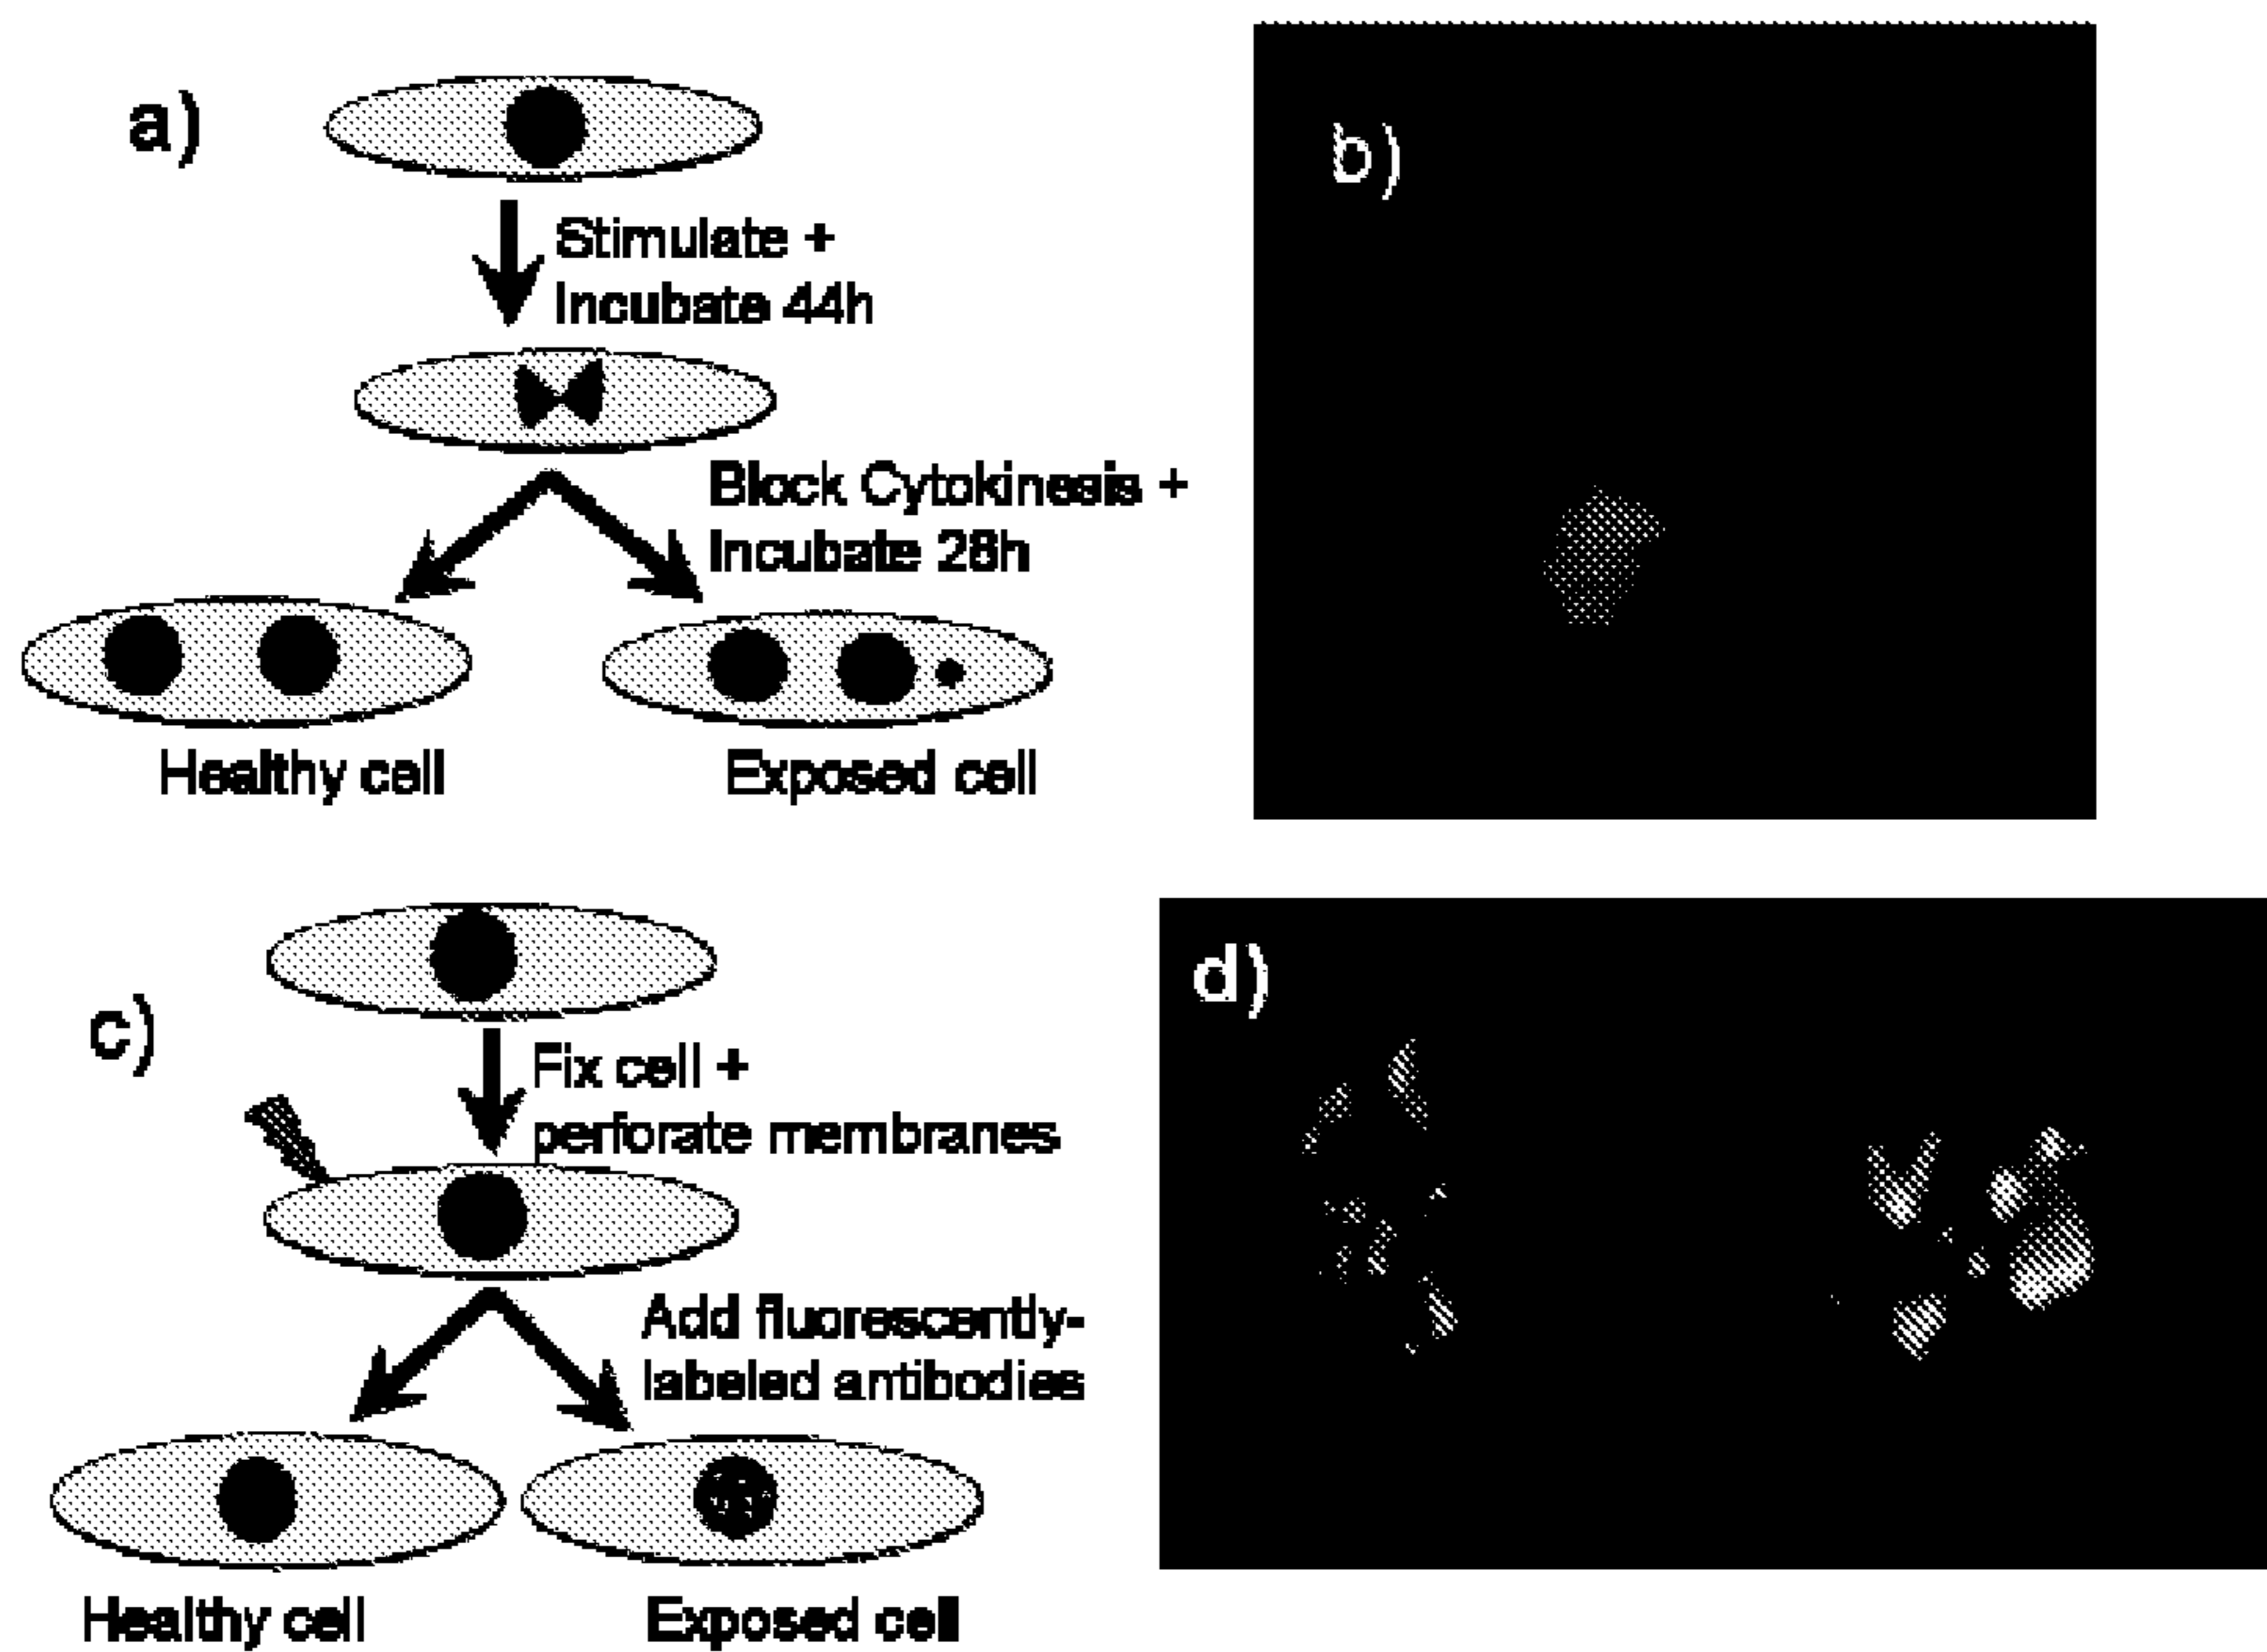 a)
Stimulate +
Incubate 44h
Block Cytokinesis +
Incubate 28h
Healthy cell
Exposed cell
b)
c)
Fix cell +
perforate membranes
Add fluorescently-
labeled antibodies
Healthy cell
Exposed cell
d)